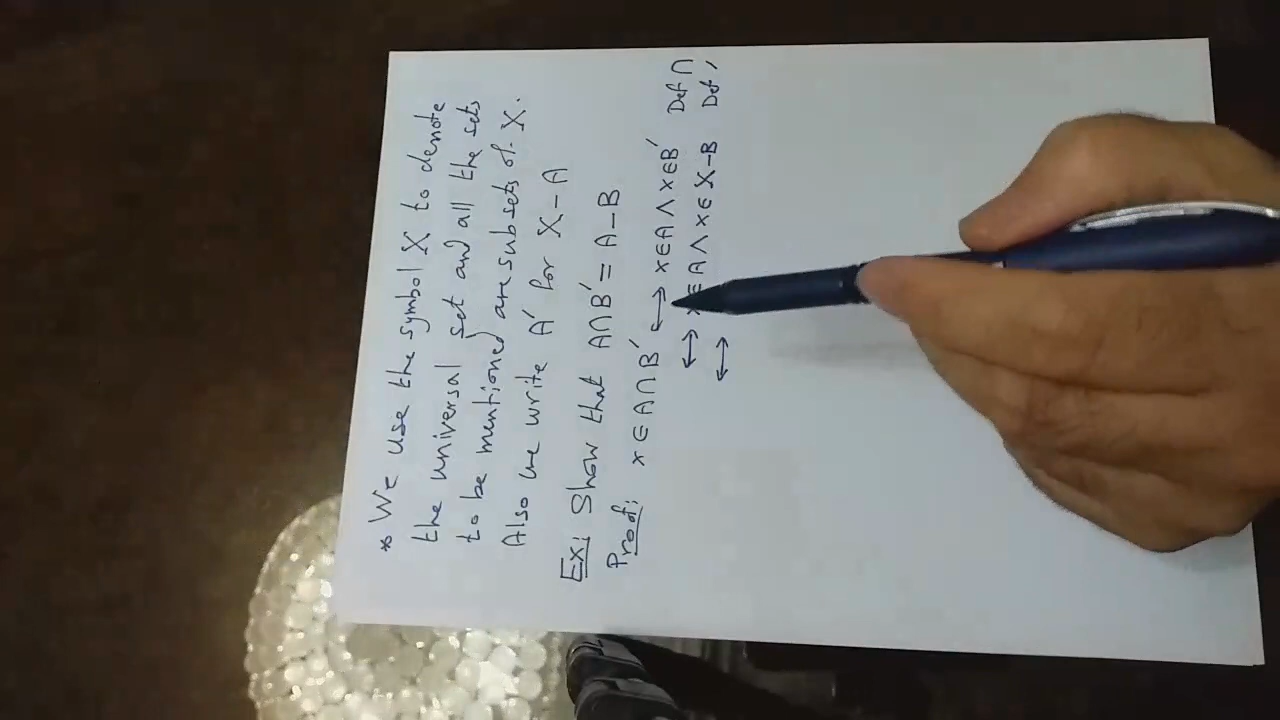 * We use the symbol X to denote
the universal set and all the sets
to be mentioned are subsets of X.
Also we write A' for X - A
Ex: Show that A∩B' = A - B
Proof: x∈A∩B' ⟷ x∈A ∧ x∈B' Def ∩
⟷ x∈A ∧ x∈X-B Def '
⟷